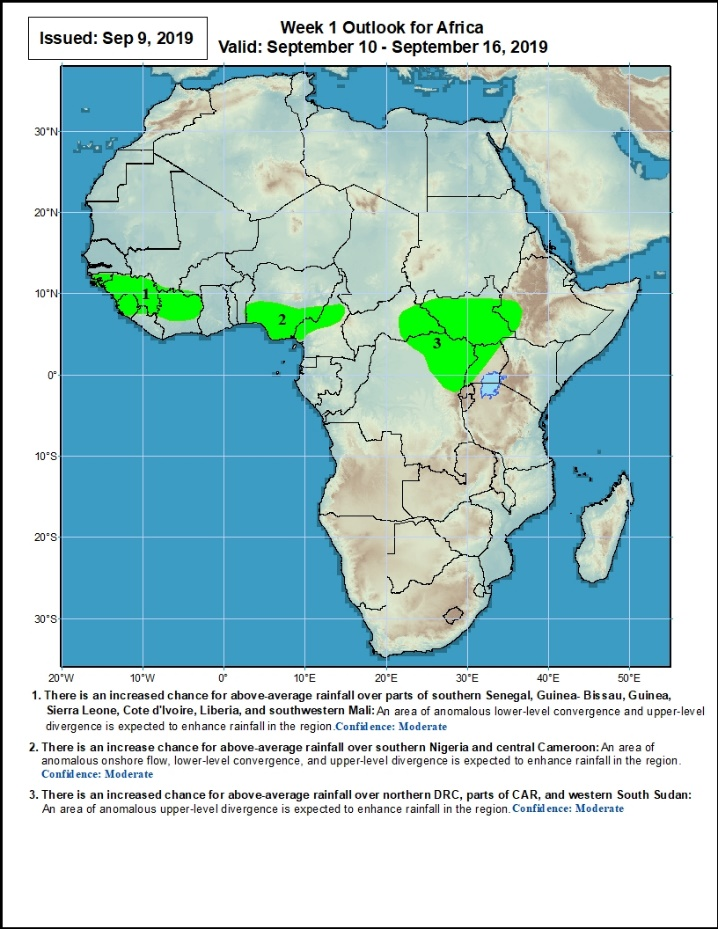 Issued: Sep 9, 2019
Week 1 Outlook for Africa
Valid: September 10 - September 16, 2019
30°N
20°N
10°N
0°
10°S
20°S
30°S
1
2
3
20°W 10°W 0° 10°E 20°E 30°E 40°E 50°E
1. There is an increased chance for above-average rainfall over parts of southern Senegal, Guinea- Bissau, Guinea,
Sierra Leone, Cote d'Ivoire, Liberia, and southwestern Mali: An area of anomalous lower-level convergence and upper-level
divergence is expected to enhance rainfall in the region. Confidence: Moderate
2. There is an increase chance for above-average rainfall over southern Nigeria and central Cameroon: An area of
anomalous onshore flow, lower-level convergence, and upper-level divergence is expected to enhance rainfall in the region.
Confidence: Moderate
3. There is an increased chance for above-average rainfall over northern DRC, parts of CAR, and western South Sudan:
An area of anomalous upper-level divergence is expected to enhance rainfall in the region. Confidence: Moderate